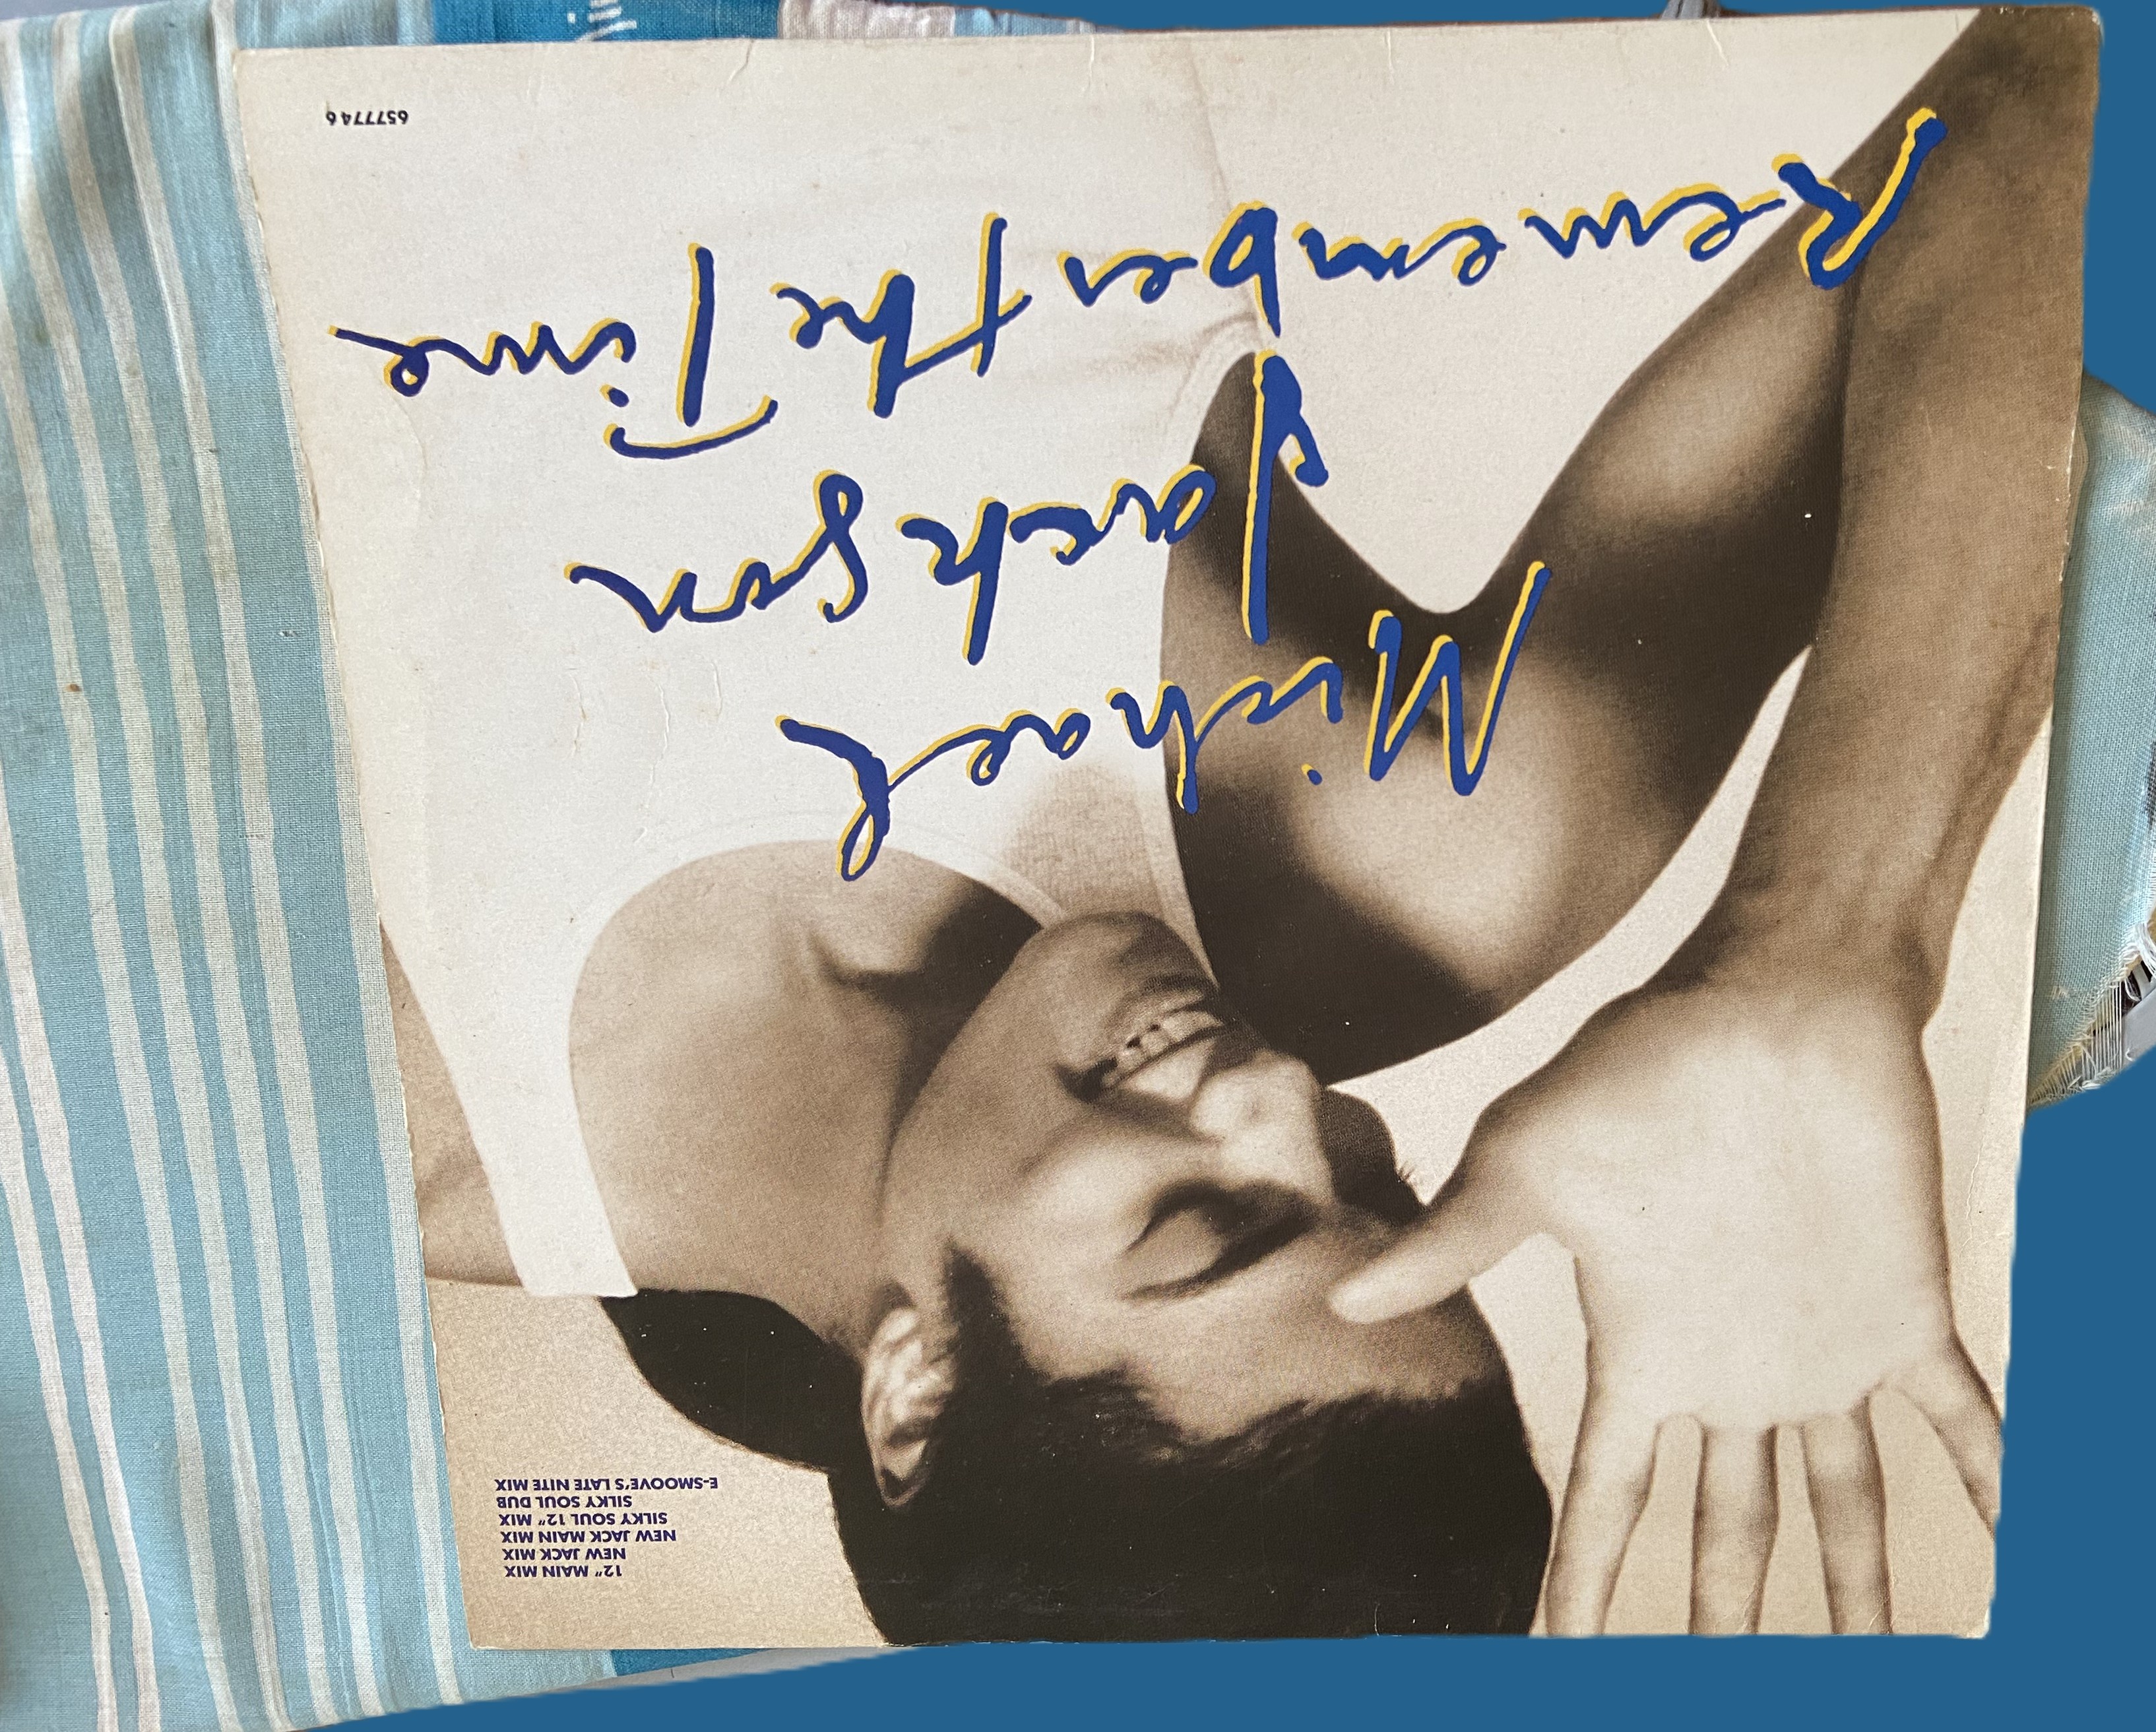 12" MAIN MIX
NEW JACK MIX
NEW JACK MAIN MIX
SILKY SOUL 12" MIX
SILKY SOUL DUB
E-SMOOVE'S LATE NITE MIX
Michael
Jackson
Remember The Time
657774 6